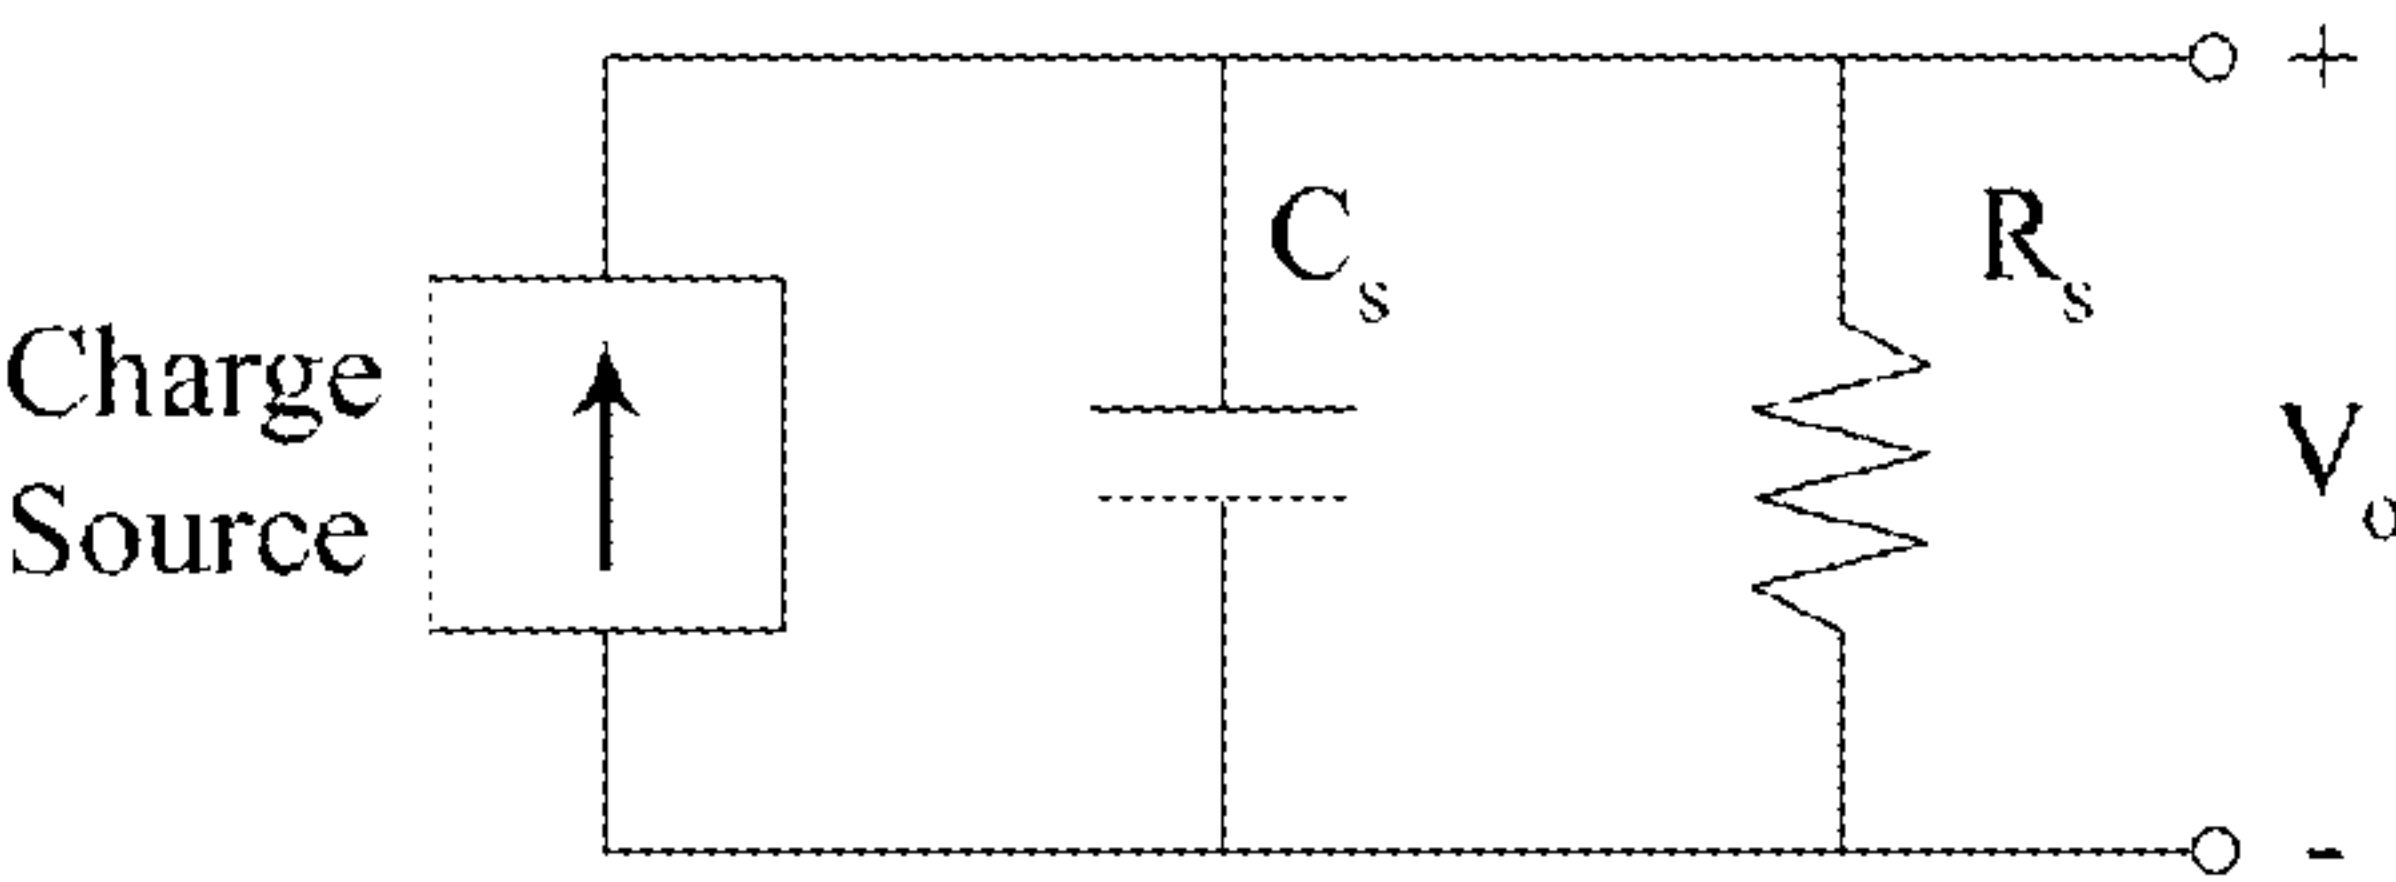 +
C_s
R_s
Charge
Source
V_o
-